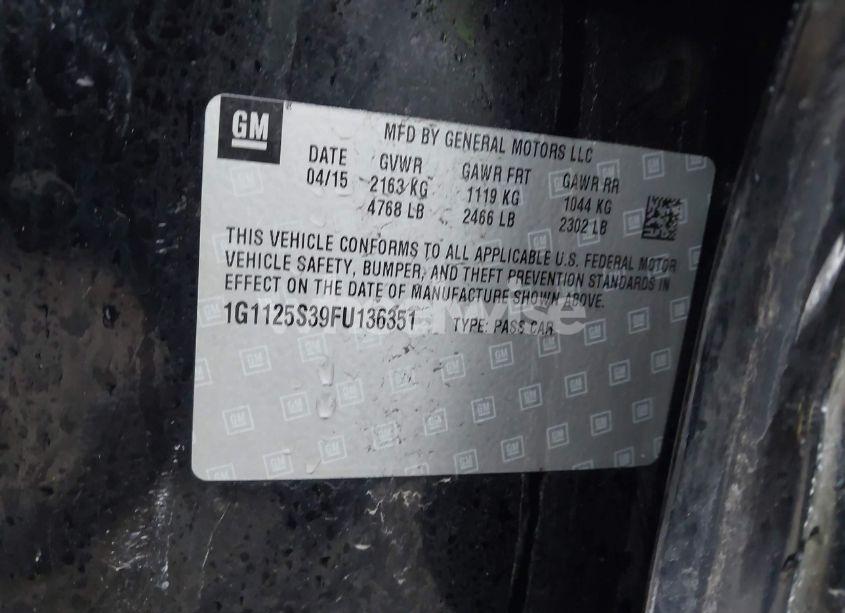 GM
MFD BY GENERAL MOTORS LLC
DATE GVWR GAWR FRT GAWR RR
04/15 2163 KG 1119 KG 1044 KG
4768 LB 2466 LB 2302 LB
THIS VEHICLE CONFORMS TO ALL APPLICABLE U.S. FEDERAL MOTOR
VEHICLE SAFETY, BUMPER, AND THEFT PREVENTION STANDARDS IN
EFFECT ON THE DATE OF MANUFACTURE SHOWN ABOVE.
1G1125S39FU136351 TYPE: PASS CAR